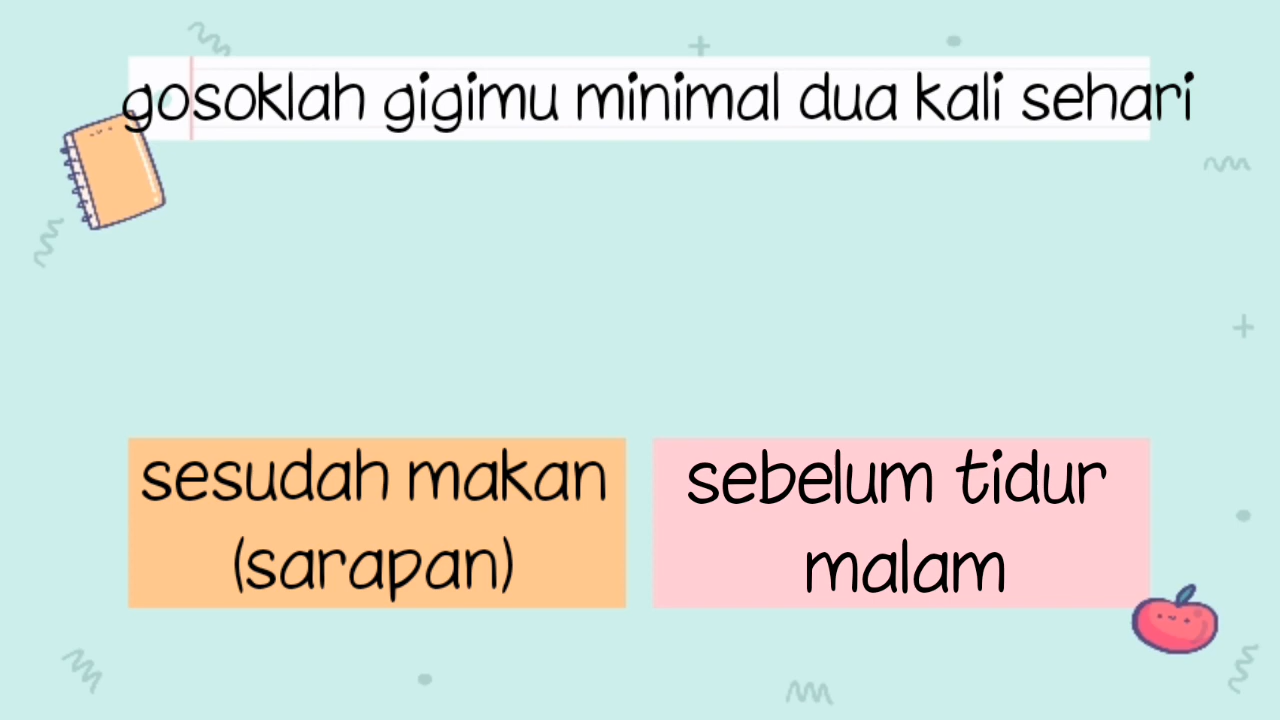 gosoklah gigimu minimal dua kali sehari
sesudah makan
(sarapan)
sebelum tidur
malam